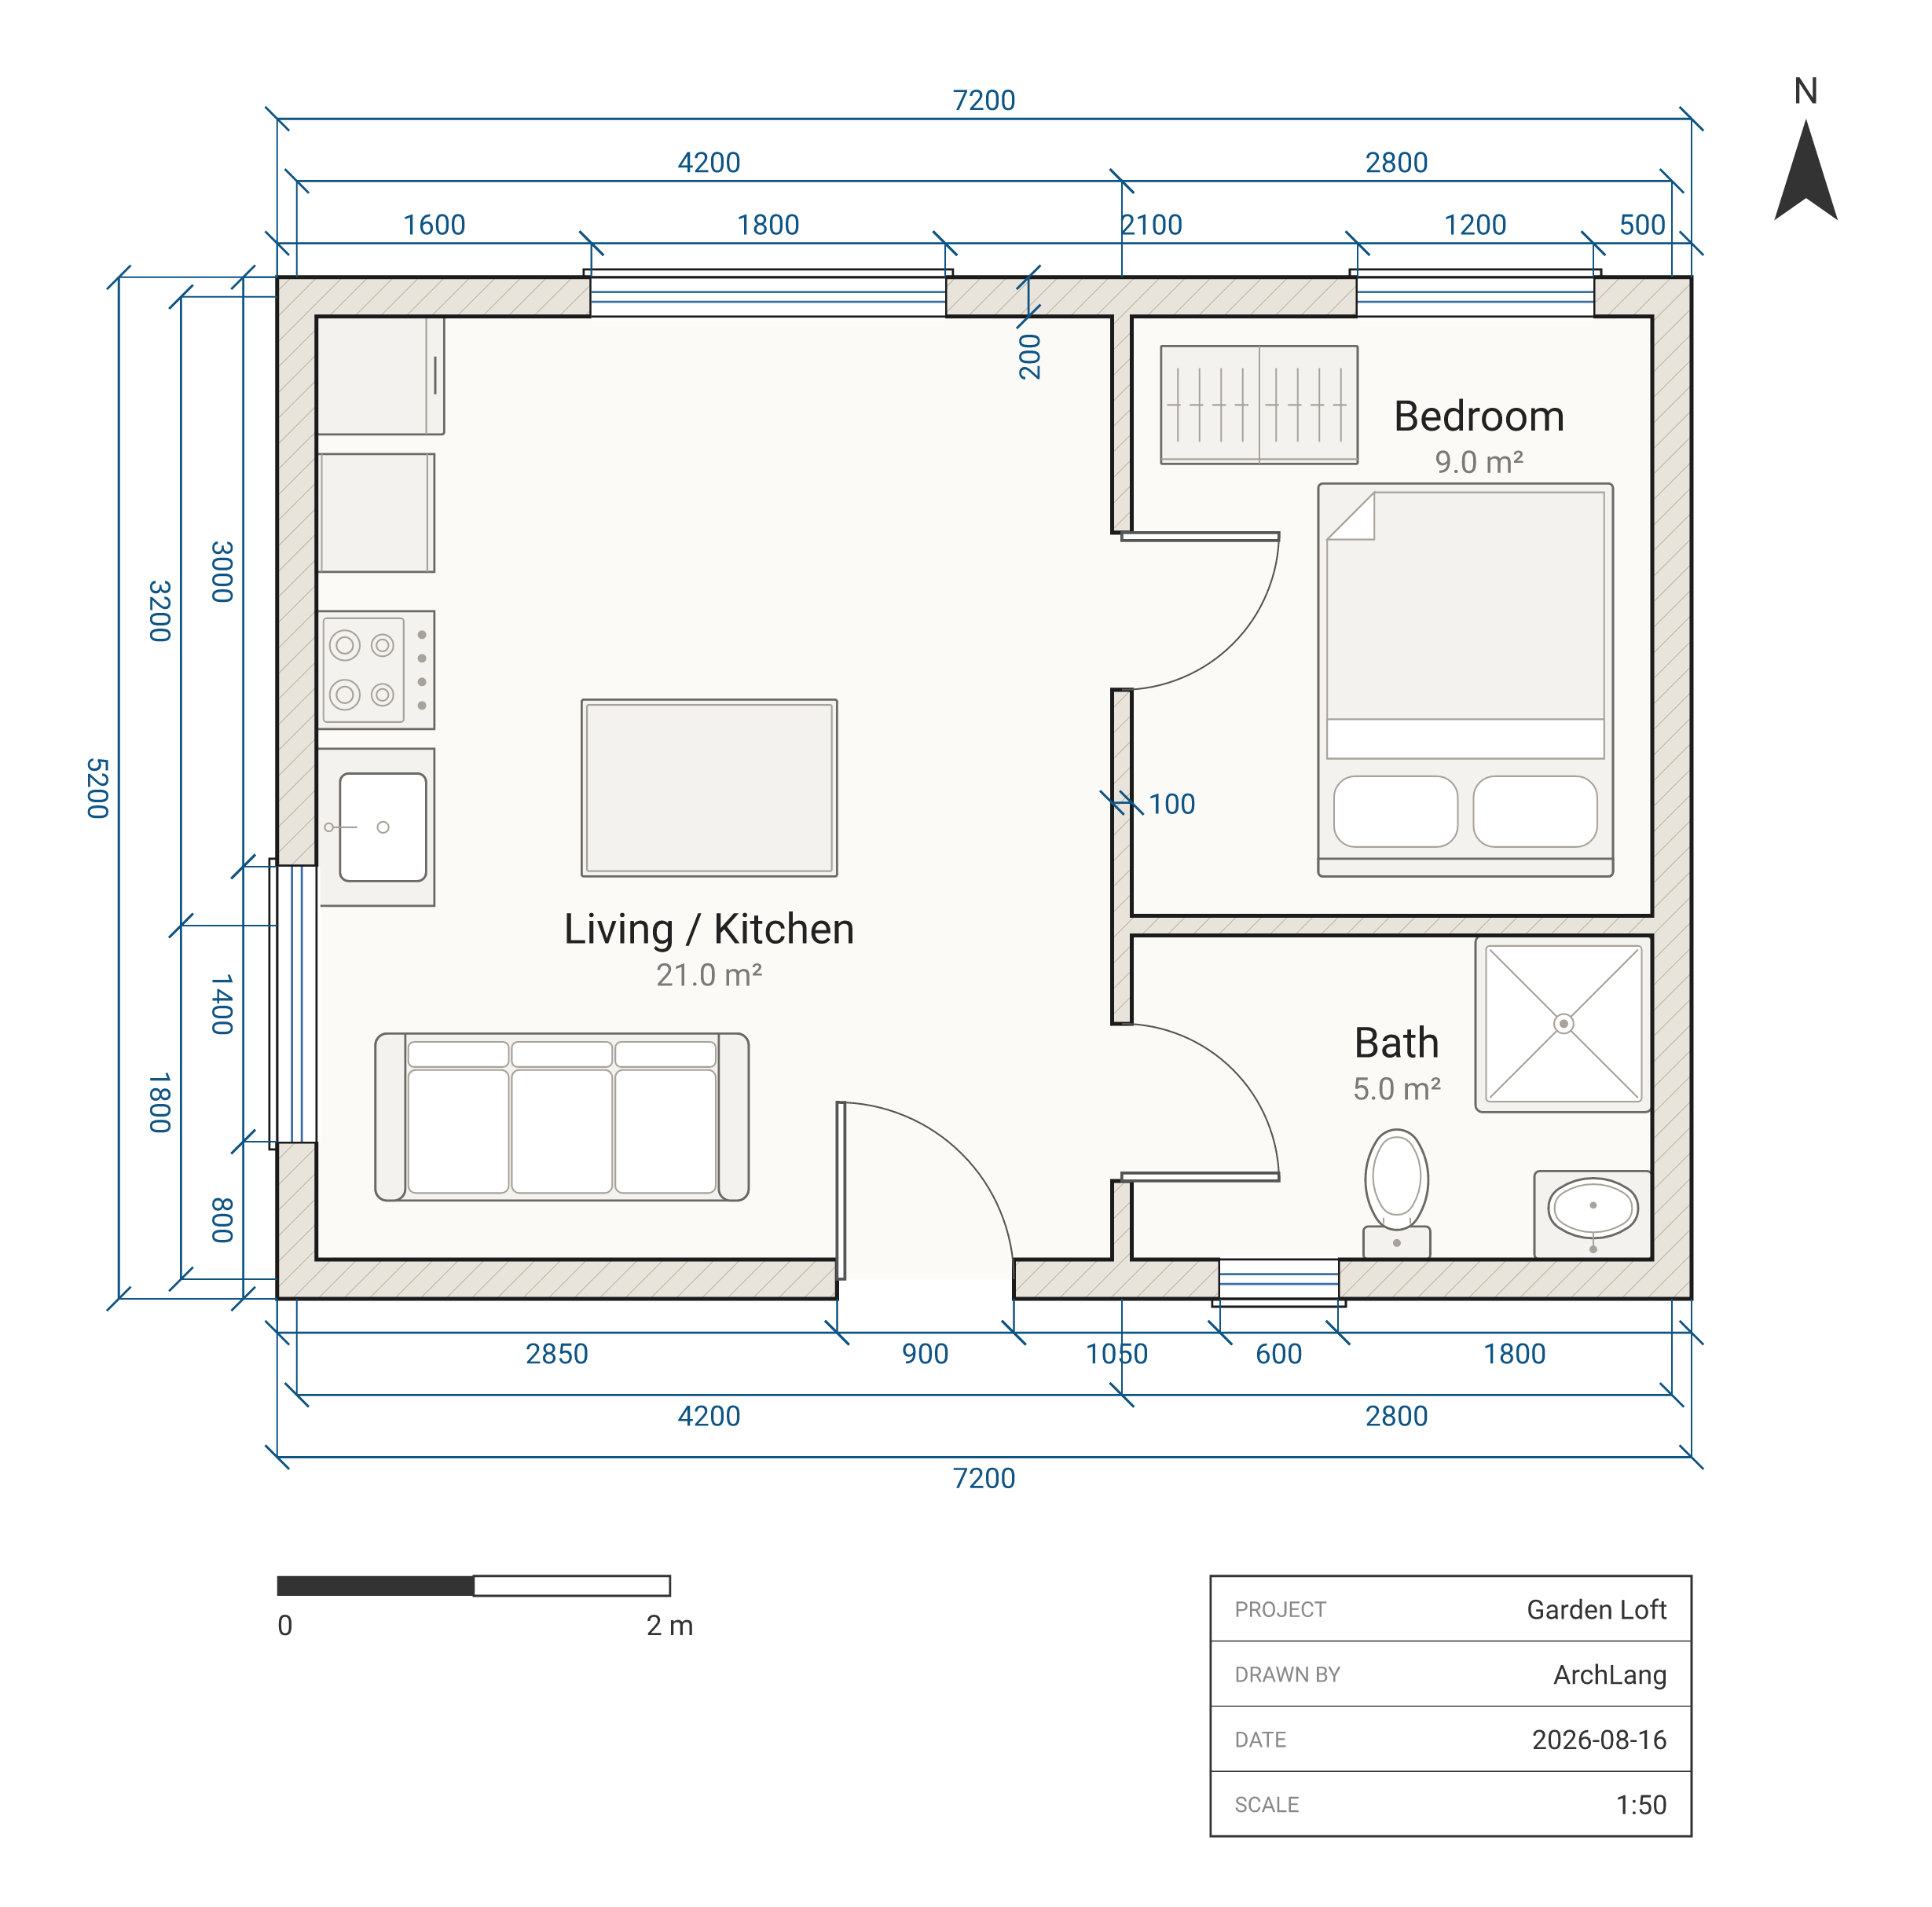 N
7200
4200 2800
1600 1800 2100 1200 500
200
Bedroom
9.0 m²
3000
3200
5200
100
Living / Kitchen
21.0 m²
1400
Bath
5.0 m²
1800
800
2850 900 1050 600 1800
4200 2800
7200
0 2 m
PROJECT Garden Loft
DRAWN BY ArchLang
DATE 2026-08-16
SCALE 1:50